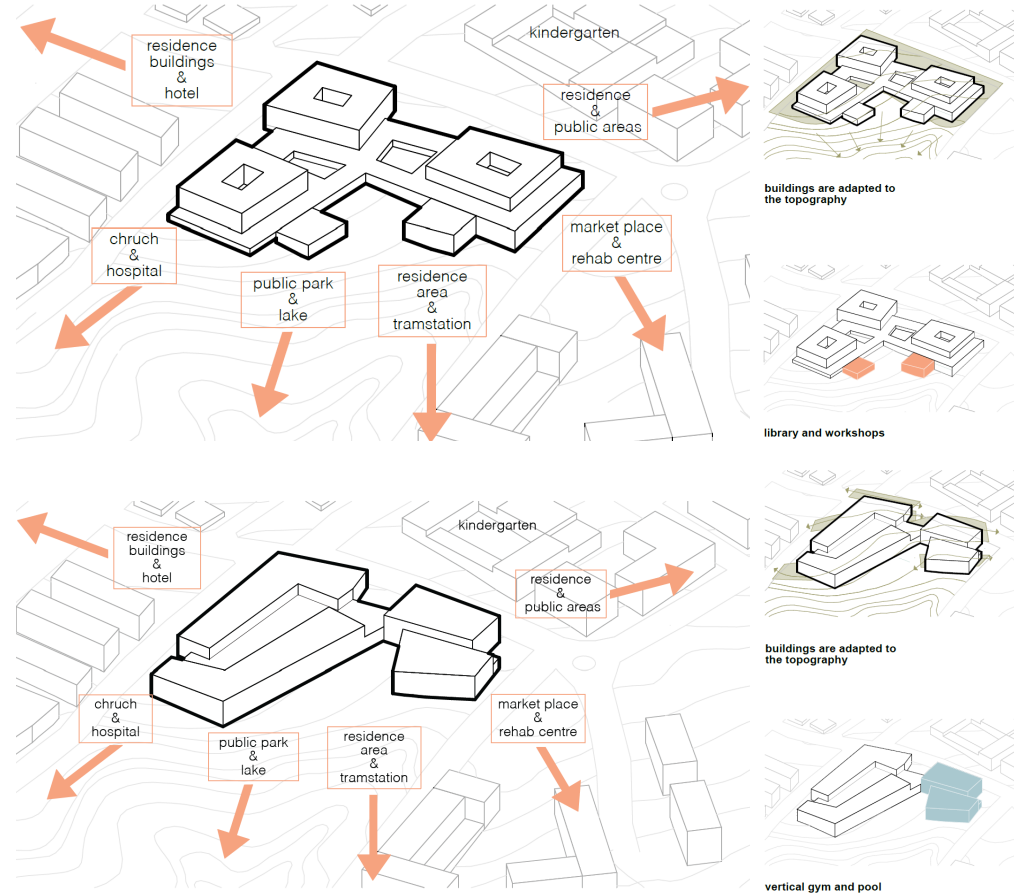 residence
buildings
&
hotel
kindergarten
residence
&
public areas
chruch
&
hospital
public park
&
lake
residence
area
&
tramstation
market place
&
rehab centre
buildings are adapted to
the topography
library and workshops
residence
buildings
&
hotel
kindergarten
residence
&
public areas
chruch
&
hospital
public park
&
lake
residence
area
&
tramstation
market place
&
rehab centre
buildings are adapted to
the topography
vertical gym and pool